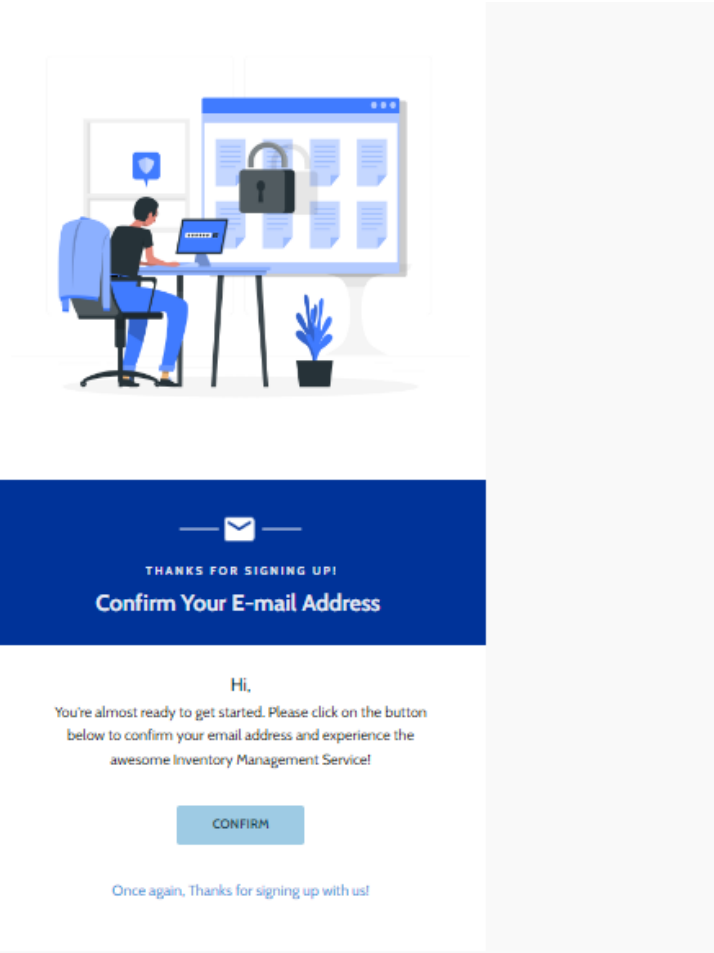 THANKS FOR SIGNING UP!
Confirm Your E-mail Address
Hi,
You're almost ready to get started. Please click on the button
below to confirm your email address and experience the
awesome Inventory Management Service!
CONFIRM
Once again, Thanks for signing up with us!